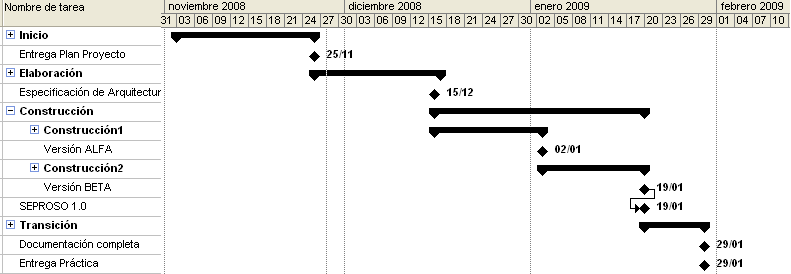 Nombre de tarea
noviembre 2008 diciembre 2008 enero 2009 febrero 2009
31 03 06 09 12 15 18 21 24 27 30 03 06 09 12 15 18 21 24 27 30 02 05 08 11 14 17 20 23 26 29 01 04 07 10
Inicio
Entrega Plan Proyecto 25/11
Elaboración
Especificación de Arquitectur 15/12
Construcción
Construcción1
Versión ALFA 02/01
Construcción2
Versión BETA 19/01
SEPROSO 1.0 19/01
Transición
Documentación completa 29/01
Entrega Práctica 29/01